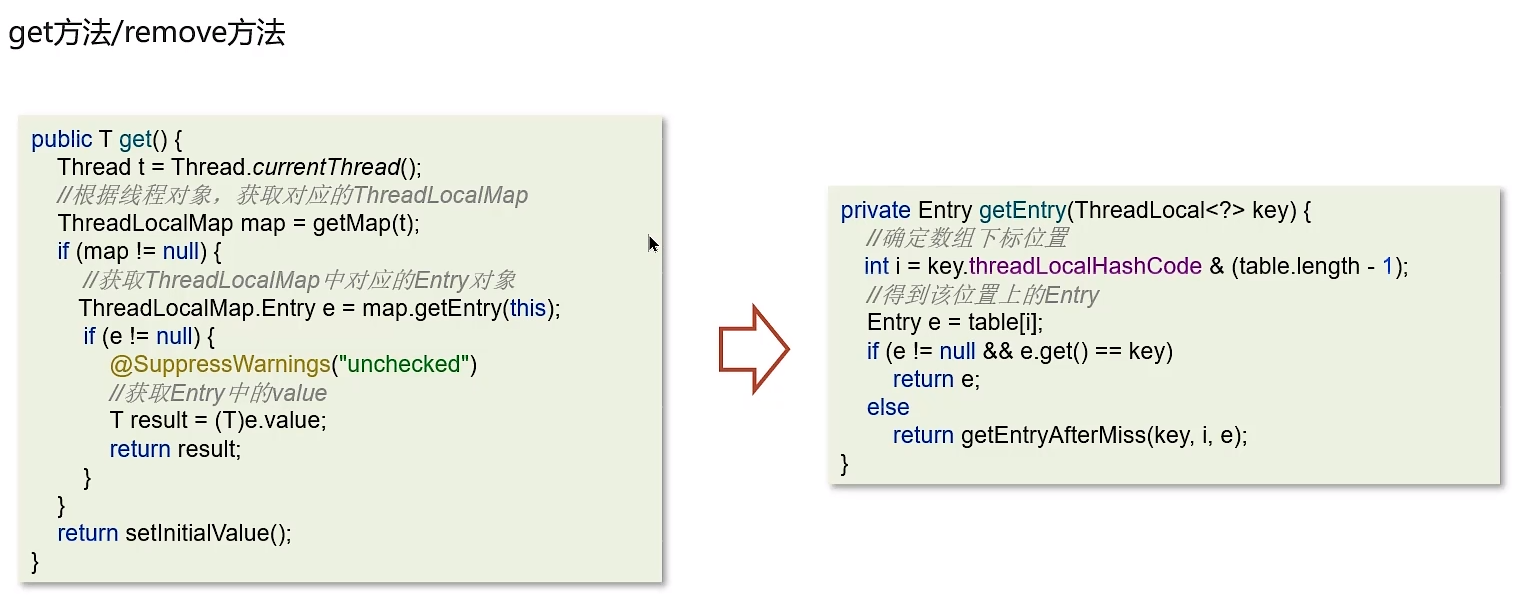 get方法/remove方法
public T get() {
Thread t = Thread.currentThread();
//根据线程对象，获取对应的ThreadLocalMap
ThreadLocalMap map = getMap(t);
if (map != null) {
//获取ThreadLocalMap中对应的Entry对象
ThreadLocalMap.Entry e = map.getEntry(this);
if (e != null) {
@SuppressWarnings("unchecked")
//获取Entry中的value
T result = (T)e.value;
return result;
}
}
return setInitialValue();
}
private Entry getEntry(ThreadLocal<?> key) {
//确定数组下标位置
int i = key.threadLocalHashCode & (table.length - 1);
//得到该位置上的Entry
Entry e = table[i];
if (e != null && e.get() == key)
return e;
else
return getEntryAfterMiss(key, i, e);
}